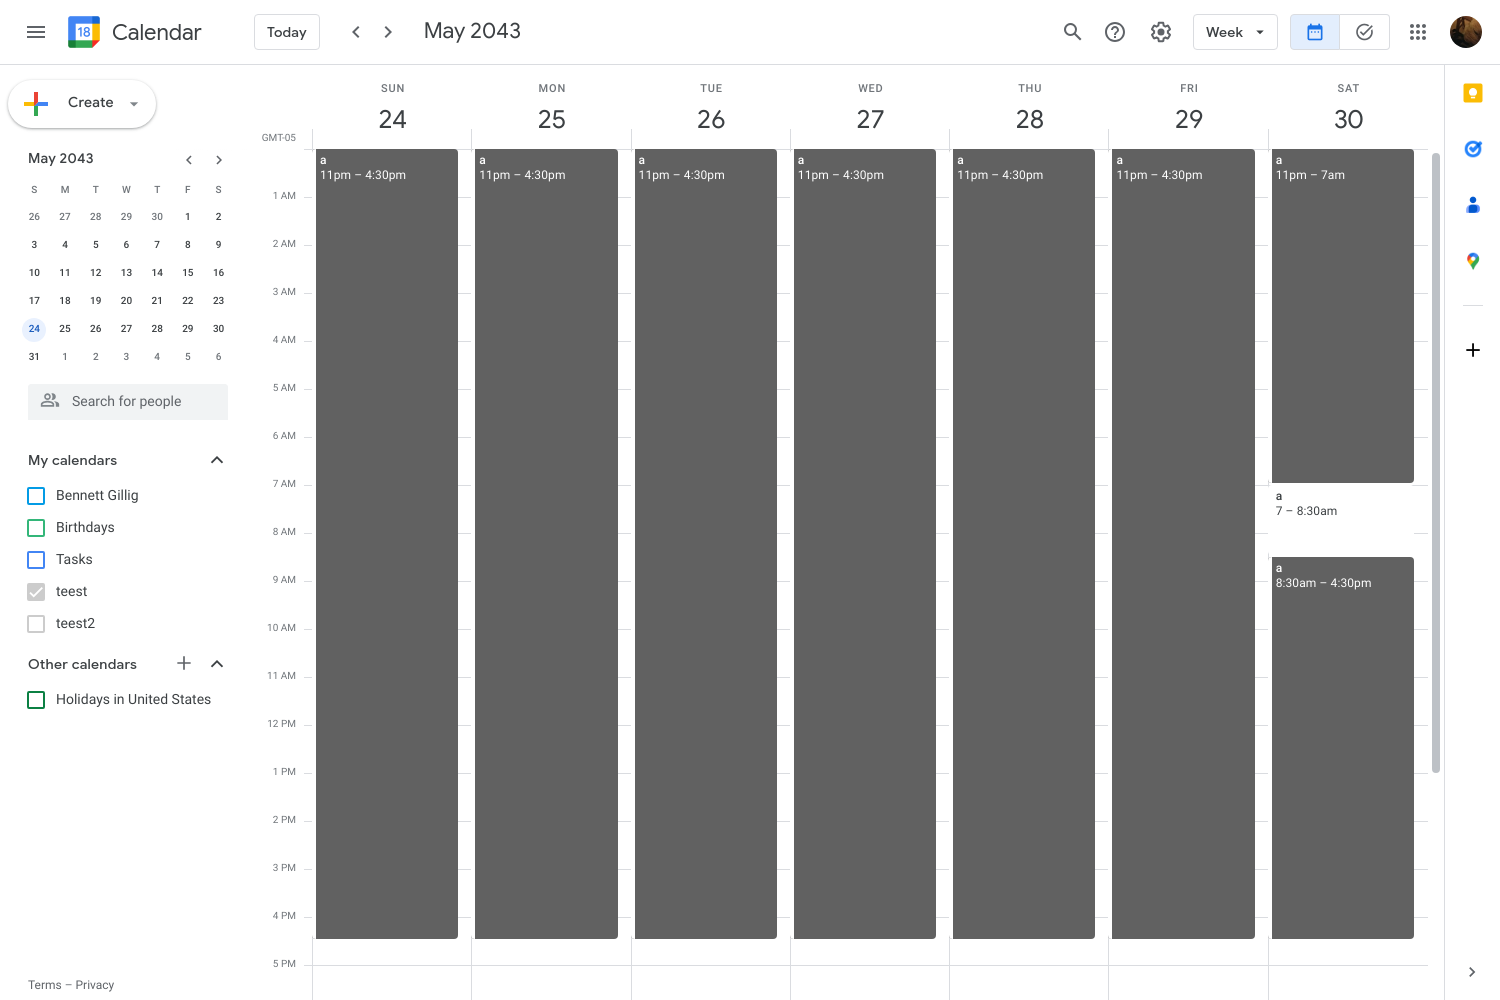 18 Calendar Today May 2043 Week
Create
May 2043
S M T W T F S
26 27 28 29 30 1 2
3 4 5 6 7 8 9
10 11 12 13 14 15 16
17 18 19 20 21 22 23
24 25 26 27 28 29 30
31 1 2 3 4 5 6
Search for people
My calendars
Bennett Gillig
Birthdays
Tasks
teest
teest2
Other calendars
Holidays in United States
Terms – Privacy
SUN MON TUE WED THU FRI SAT
24 25 26 27 28 29 30
GMT-05
a a a a a a a
11pm – 4:30pm 11pm – 4:30pm 11pm – 4:30pm 11pm – 4:30pm 11pm – 4:30pm 11pm – 4:30pm 11pm – 7am
1 AM
2 AM
3 AM
4 AM
5 AM
6 AM
7 AM
a
7 – 8:30am
8 AM
a
8:30am – 4:30pm
9 AM
10 AM
11 AM
12 PM
1 PM
2 PM
3 PM
4 PM
5 PM